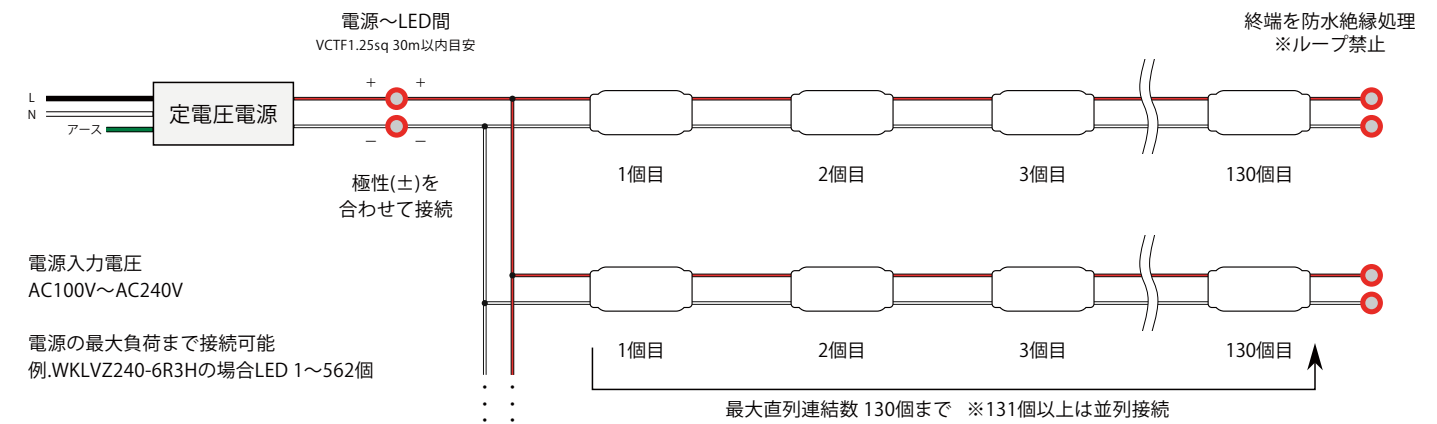 電源～LED間
VCTF1.25sq 30m以内目安
終端を防水絶縁処理
※ループ禁止
L
N
アース
定電圧電源
＋ ＋
－ －
極性(±)を
合わせて接続
1個目
2個目
3個目
130個目
電源入力電圧
AC100V～AC240V
電源の最大負荷まで接続可能
例.WKLVZ240-6R3Hの場合LED 1～562個
1個目
2個目
3個目
130個目
最大直列連結数 130個まで ※131個以上は並列接続